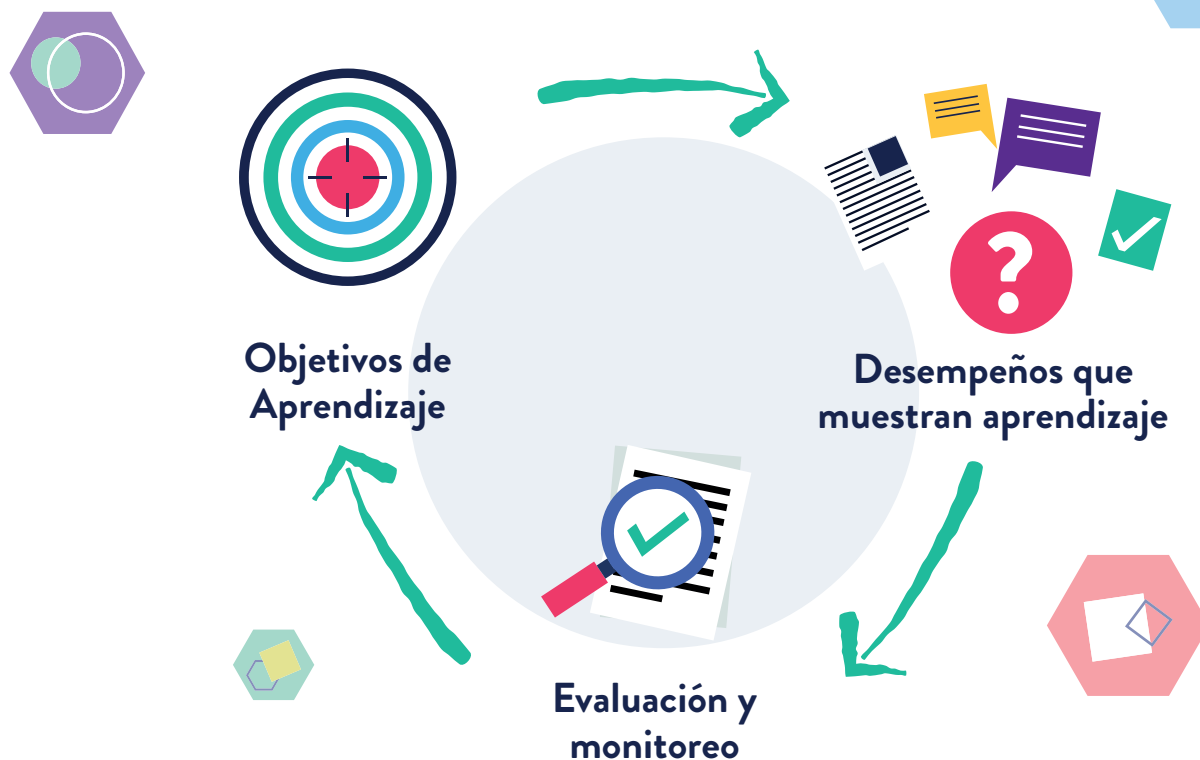 Objetivos de
Aprendizaje
Desempeños que
muestran aprendizaje
Evaluación y
monitoreo